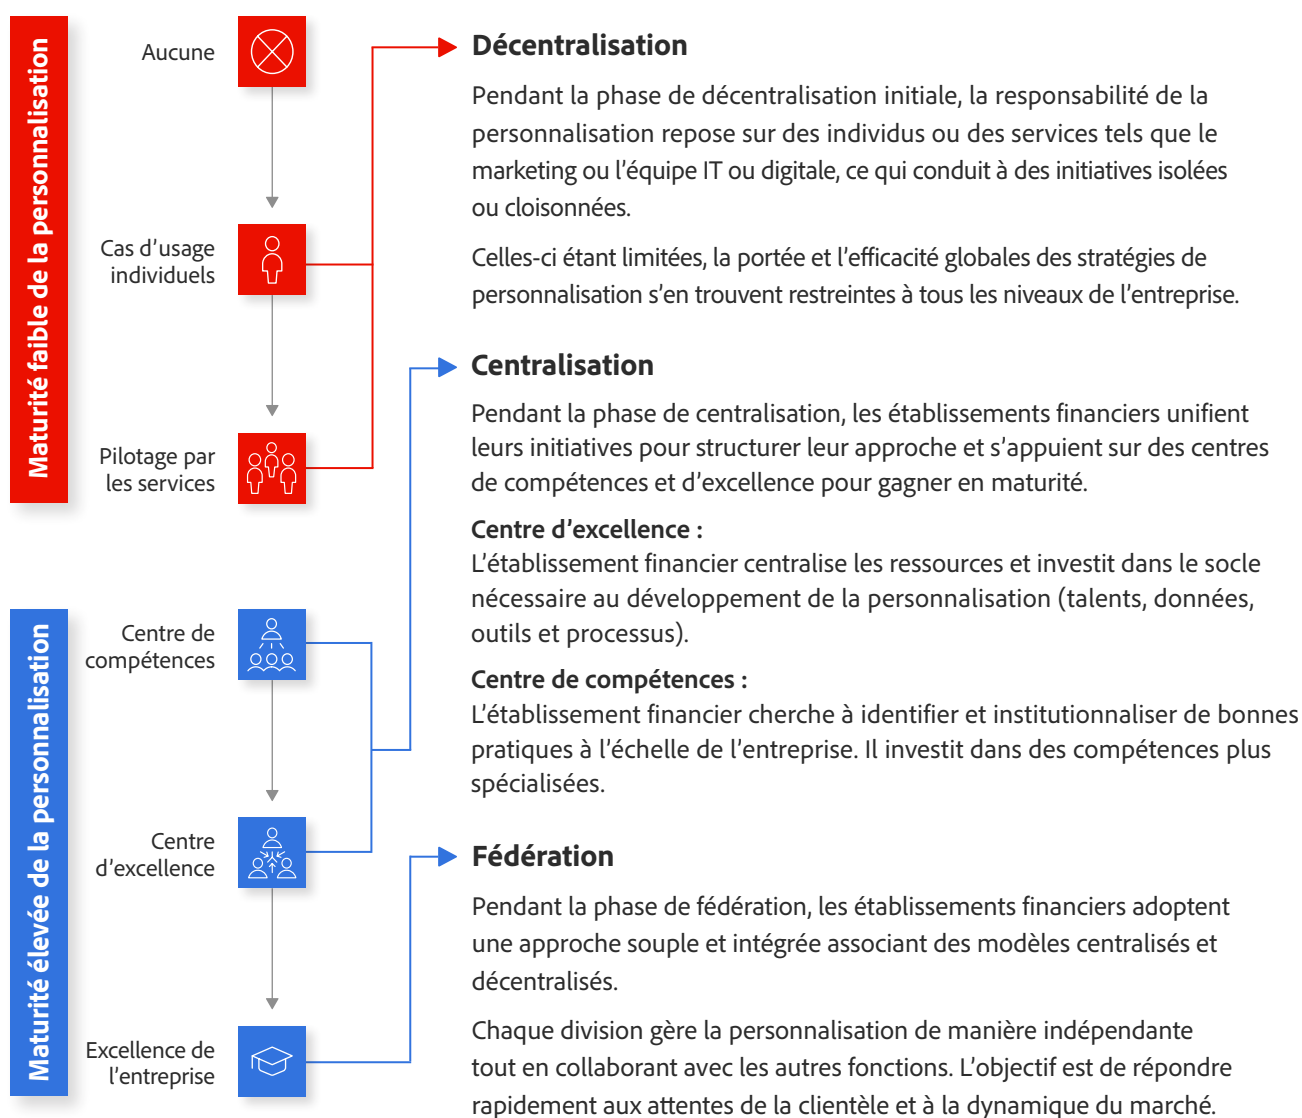 Maturité faible de la personnalisation
Aucune
Cas d’usage
individuels
Pilotage par
les services
Décentralisation
Pendant la phase de décentralisation initiale, la responsabilité de la
personnalisation repose sur des individus ou des services tels que le
marketing ou l’équipe IT ou digitale, ce qui conduit à des initiatives isolées
ou cloisonnées.
Celles-ci étant limitées, la portée et l’efficacité globales des stratégies de
personnalisation s’en trouvent restreintes à tous les niveaux de l’entreprise.
Maturité élevée de la personnalisation
Centre de
compétences
Centre
d’excellence
Excellence de
l’entreprise
Centralisation
Pendant la phase de centralisation, les établissements financiers unifient
leurs initiatives pour structurer leur approche et s’appuient sur des centres
de compétences et d’excellence pour gagner en maturité.
Centre d’excellence :
L’établissement financier centralise les ressources et investit dans le socle
nécessaire au développement de la personnalisation (talents, données,
outils et processus).
Centre de compétences :
L’établissement financier cherche à identifier et institutionnaliser de bonnes
pratiques à l’échelle de l’entreprise. Il investit dans des compétences plus
spécialisées.
Fédération
Pendant la phase de fédération, les établissements financiers adoptent
une approche souple et intégrée associant des modèles centralisés et
décentralisés.
Chaque division gère la personnalisation de manière indépendante
tout en collaborant avec les autres fonctions. L’objectif est de répondre
rapidement aux attentes de la clientèle et à la dynamique du marché.